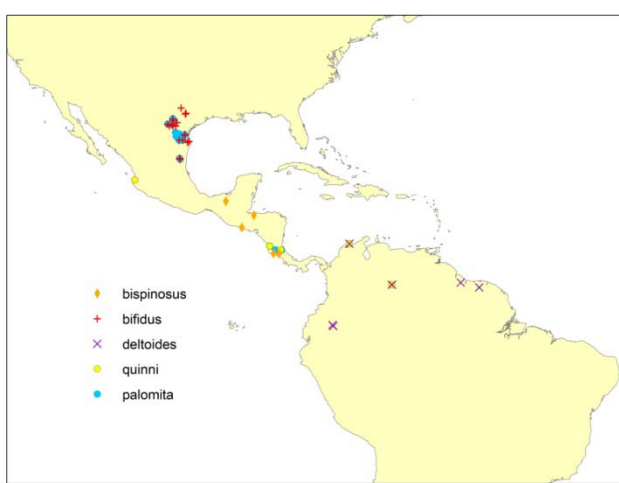 bispinosus
bifidus
deltoides
quinni
palomita